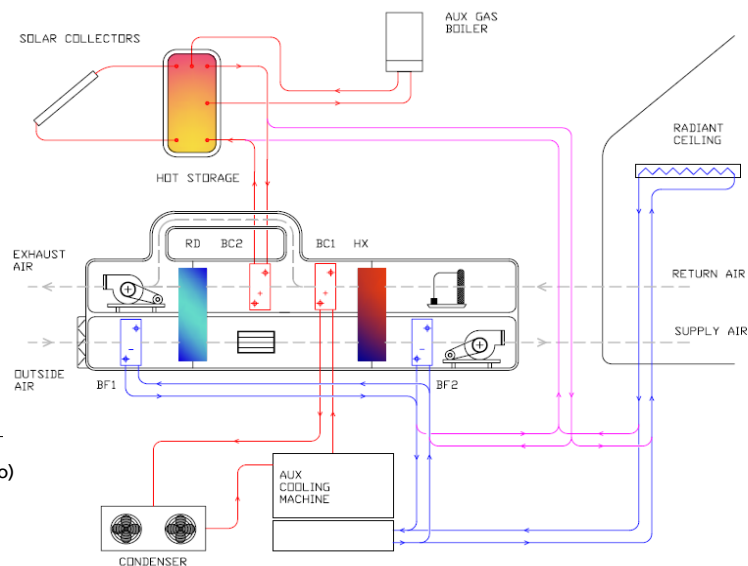 AUX GAS
BOILER
SOLAR COLLECTORS
RADIANT
CEILING
HOT STORAGE
RD
BC2
BC1
HX
EXHAUST
AIR
RETURN AIR
SUPPLY AIR
OUTSIDE
AIR
BF1
BF2
o)
AUX
COOLING
MACHINE
CONDENSER